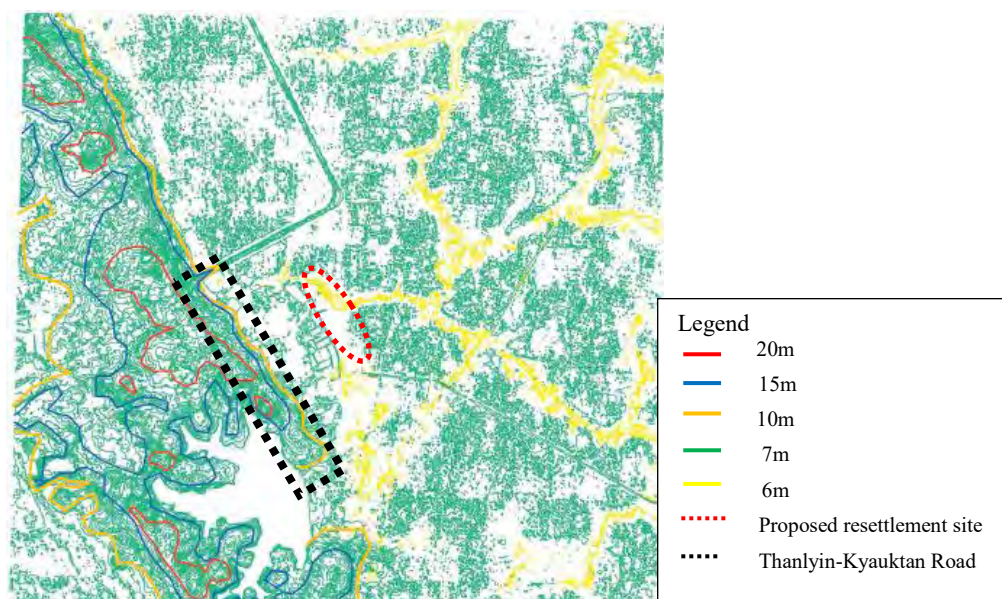 Legend
20m
15m
10m
7m
6m
Proposed resettlement site
Thanlyin-Kyauktan Road